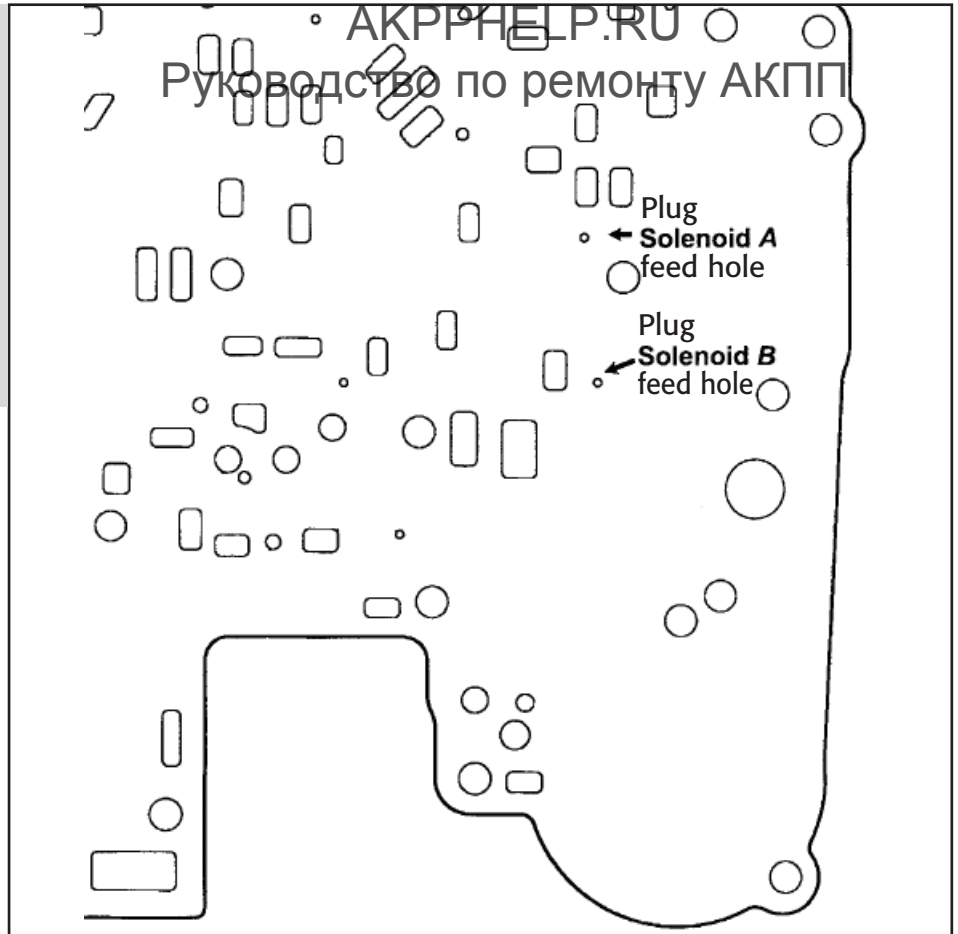 AKPPHELP.RU
Руководство по ремонту АКПП
Plug
Solenoid A
feed hole
Plug
Solenoid B
feed hole